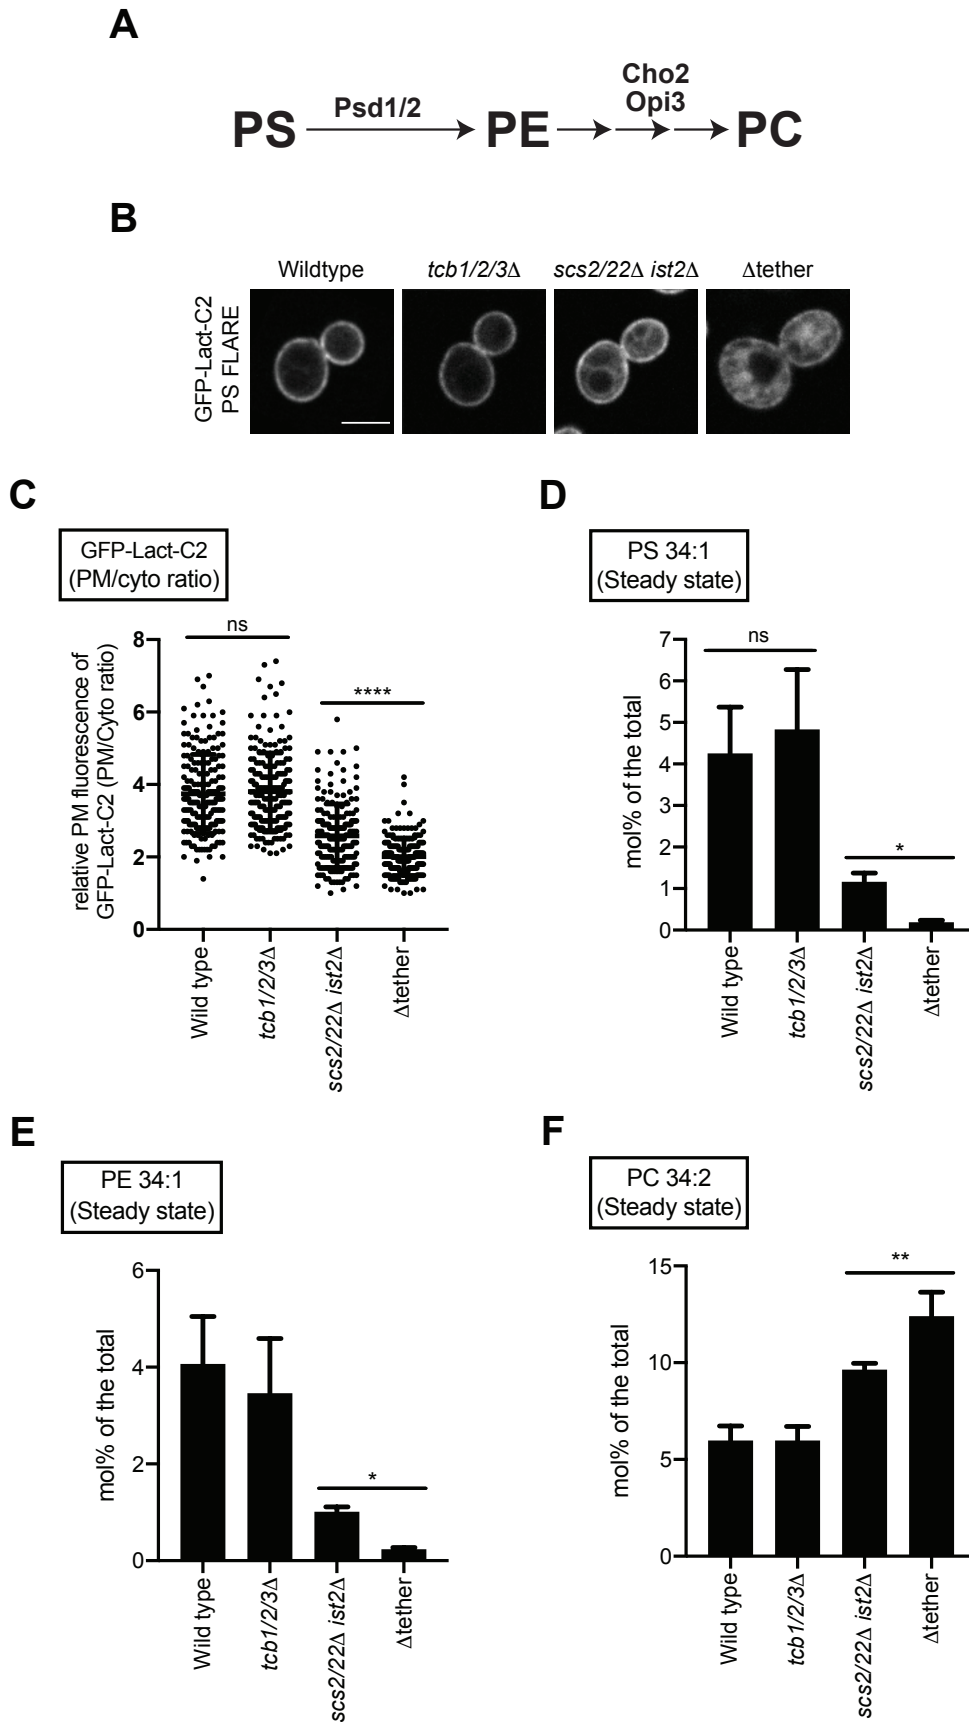 A
PS
Psd1/2
PE
Cho2
Opi3
PC
B
Wildtype
tcb1/2/3Δ
scs2/22Δ ist2Δ
Δtether
GFP-Lact-C2
PS FLARE
C
GFP-Lact-C2
(PM/cyto ratio)
relative PM fluorescence of
GFP-Lact-C2 (PM/Cyto ratio)
8
6
4
2
0
ns
****
Wild type
tcb1/2/3Δ
scs2/22Δ ist2Δ
Δtether
D
PS 34:1
(Steady state)
mol% of the total
7
6
5
4
3
2
1
0
ns
*
Wild type
tcb1/2/3Δ
scs2/22Δ ist2Δ
Δtether
E
PE 34:1
(Steady state)
mol% of the total
6
4
2
0
*
Wild type
tcb1/2/3Δ
scs2/22Δ ist2Δ
Δtether
F
PC 34:2
(Steady state)
mol% of the total
15
10
5
0
**
Wild type
tcb1/2/3Δ
scs2/22Δ ist2Δ
Δtether